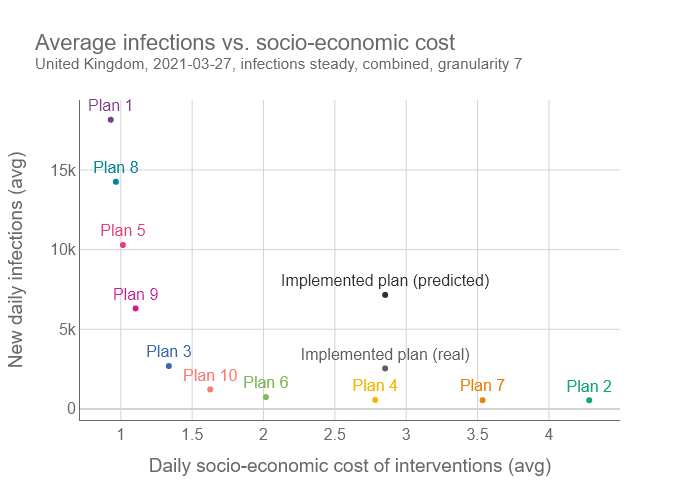 Average infections vs. socio-economic cost
United Kingdom, 2021-03-27, infections steady, combined, granularity 7
New daily infections (avg)
Plan 1
15k
Plan 8
Plan 5
10k
Implemented plan (predicted)
Plan 9
5k
Plan 3
Implemented plan (real)
Plan 10
Plan 6
Plan 4
Plan 7
Plan 2
0
1
1.5
2
2.5
3
3.5
4
Daily socio-economic cost of interventions (avg)